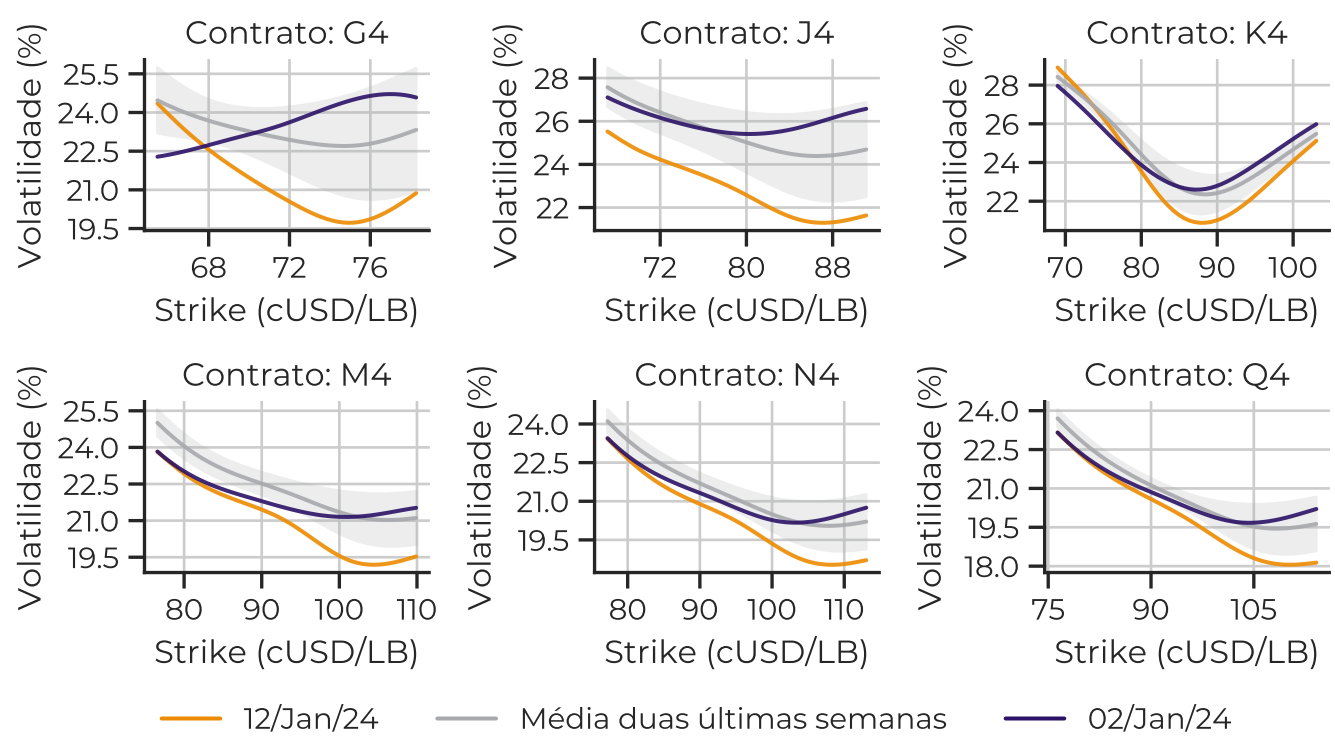 Contrato: G4
Volatilidade (%)
25.5
24.0
22.5
21.0
19.5
68 72 76
Strike (cUSD/LB)
Contrato: J4
Volatilidade (%)
28
26
24
22
72 80 88
Strike (cUSD/LB)
Contrato: K4
Volatilidade (%)
28
26
24
22
70 80 90 100
Strike (cUSD/LB)
Contrato: M4
Volatilidade (%)
25.5
24.0
22.5
21.0
19.5
80 90 100 110
Strike (cUSD/LB)
Contrato: N4
Volatilidade (%)
24.0
22.5
21.0
19.5
80 90 100 110
Strike (cUSD/LB)
Contrato: Q4
Volatilidade (%)
24.0
22.5
21.0
19.5
18.0
75 90 105
Strike (cUSD/LB)
12/Jan/24 Média duas últimas semanas 02/Jan/24